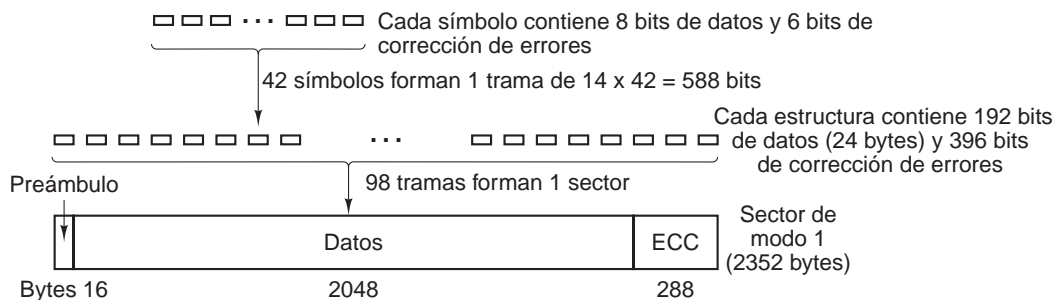 Cada símbolo contiene 8 bits de datos y 6 bits de
corrección de errores
42 símbolos forman 1 trama de 14 x 42 = 588 bits
Cada estructura contiene 192 bits
de datos (24 bytes) y 396 bits
de corrección de errores
98 tramas forman 1 sector
Preámbulo
Datos
ECC
Sector de
modo 1
(2352 bytes)
Bytes 16
2048
288